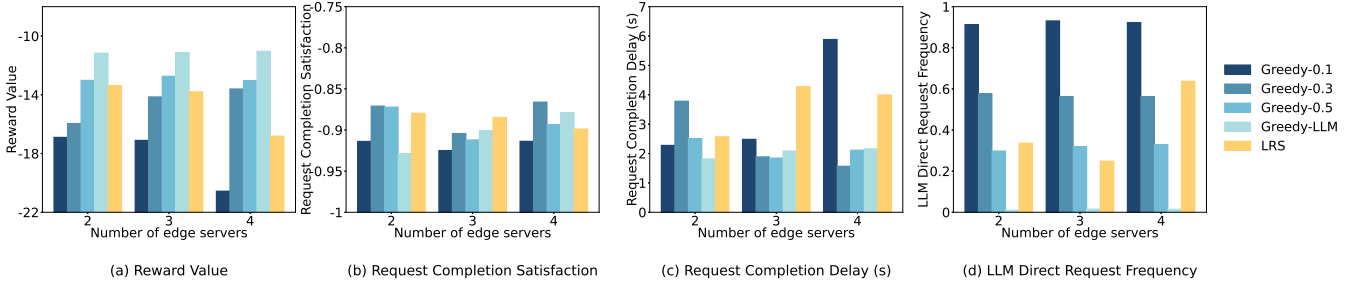 Reward Value
-10
-14
-18
-22
2
3
4
Number of edge servers
(a) Reward Value
Request Completion Satisfaction
-0.75
-0.8
-0.85
-0.9
-0.95
-1
2
3
4
Number of edge servers
(b) Request Completion Satisfaction
Request Completion Delay (s)
7
6
5
4
3
2
1
0
2
3
4
Number of edge servers
(c) Request Completion Delay (s)
LLM Direct Request Frequency
1
0.8
0.6
0.4
0.2
0
2
3
4
Number of edge servers
(d) LLM Direct Request Frequency
Greedy-0.1
Greedy-0.3
Greedy-0.5
Greedy-LLM
LRS